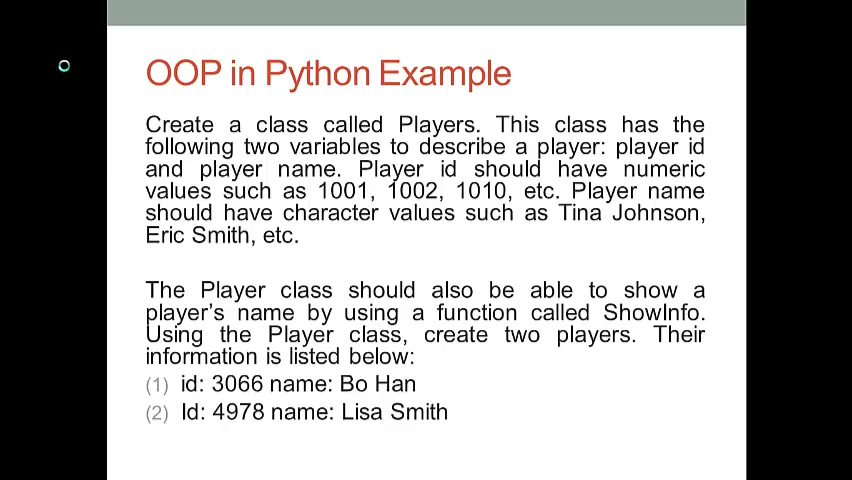 OOP in Python Example
Create a class called Players. This class has the
following two variables to describe a player: player id
and player name. Player id should have numeric
values such as 1001, 1002, 1010, etc. Player name
should have character values such as Tina Johnson,
Eric Smith, etc.
The Player class should also be able to show a
player's name by using a function called ShowInfo.
Using the Player class, create two players. Their
information is listed below:
(1) id: 3066 name: Bo Han
(2) Id: 4978 name: Lisa Smith